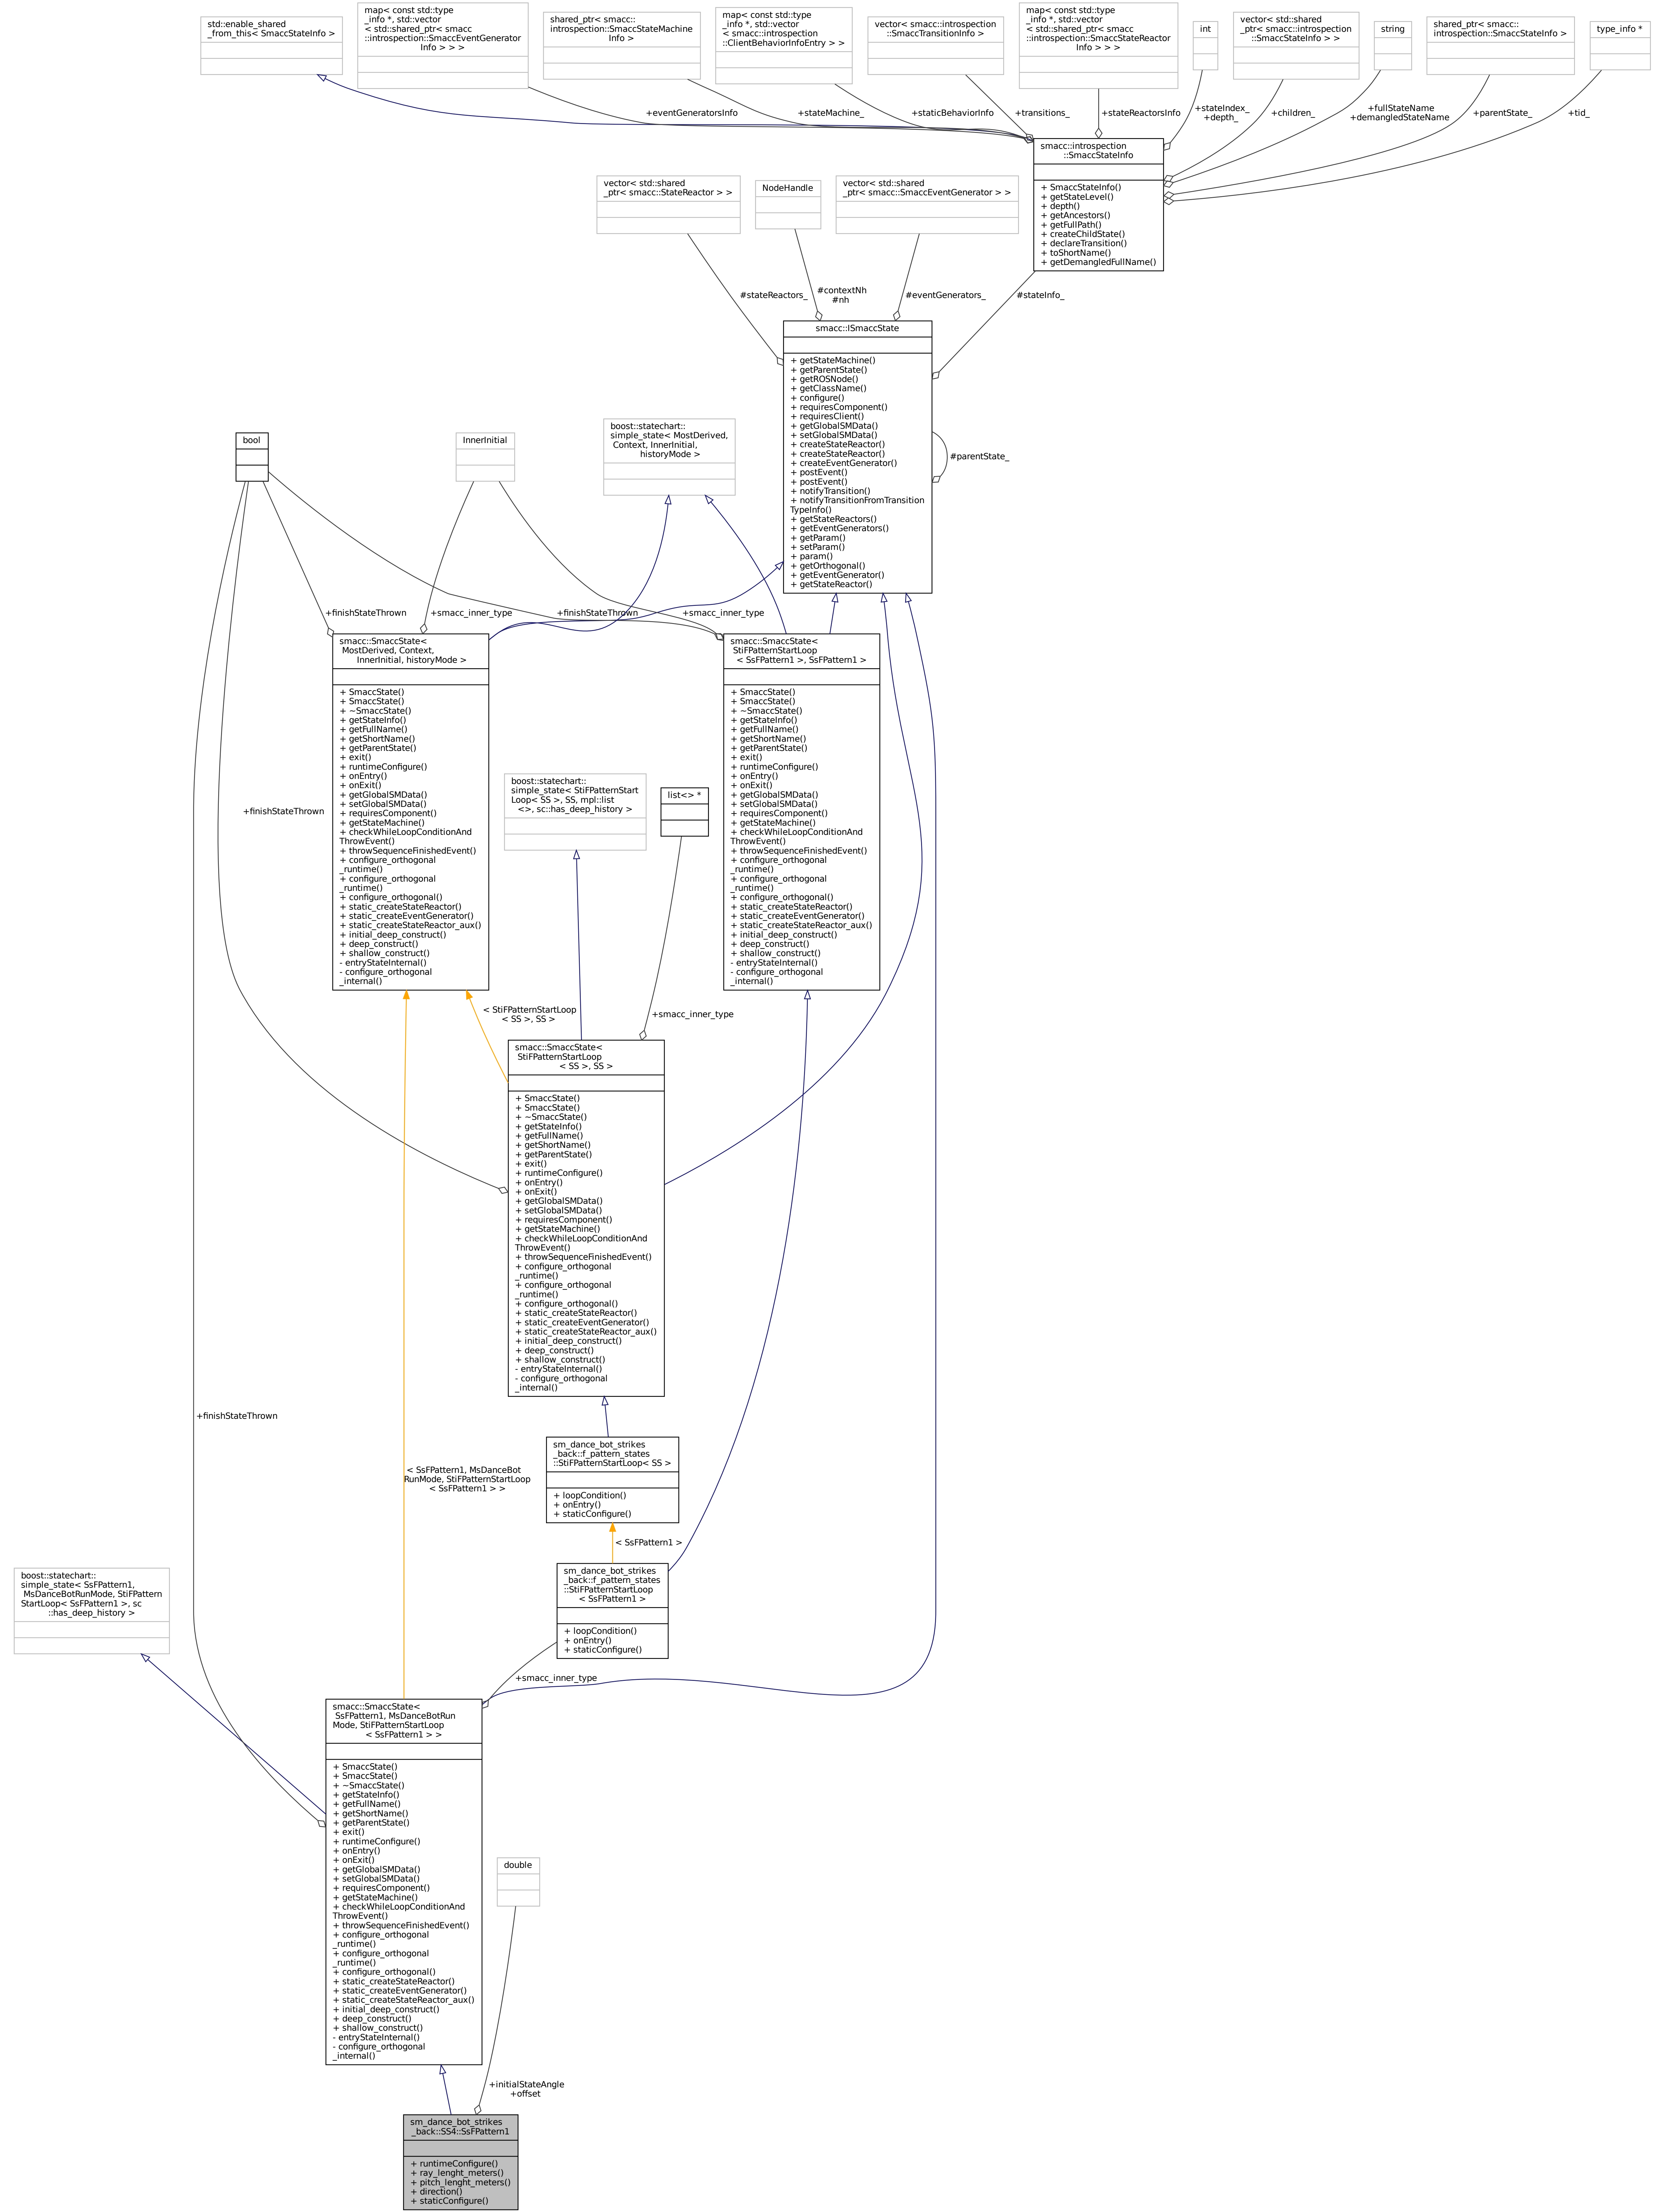 std::enable_shared
_from_this< SmaccStateInfo >
map< const std::type
_info *, std::vector
< std::shared_ptr< smacc
::introspection::SmaccEventGenerator
Info > > >
shared_ptr< smacc::
introspection::SmaccStateMachine
Info >
map< const std::type
_info *, std::vector
< smacc::introspection
::ClientBehaviorInfoEntry > >
vector< smacc::introspection
::SmaccTransitionInfo >
map< const std::type
_info *, std::vector
< std::shared_ptr< smacc
::introspection::SmaccStateReactor
Info > > >
int
vector< std::shared
_ptr< smacc::introspection
::SmaccStateInfo > >
string
shared_ptr< smacc::
introspection::SmaccStateInfo >
type_info *
+eventGeneratorsInfo
+stateMachine_
+staticBehaviorInfo
+transitions_
+stateReactorsInfo
+stateIndex_
+depth_
+children_
+fullStateName
+demangledStateName
+parentState_
+tid_
smacc::introspection
::SmaccStateInfo
+ SmaccStateInfo()
+ getStateLevel()
+ depth()
+ getAncestors()
+ getFullPath()
+ createChildState()
+ declareTransition()
+ toShortName()
+ getDemangledFullName()
vector< std::shared
_ptr< smacc::StateReactor > >
NodeHandle
vector< std::shared
_ptr< smacc::SmaccEventGenerator > >
#stateReactors_
#contextNh
#nh
#eventGenerators_
#stateInfo_
smacc::ISmaccState
+ getStateMachine()
+ getParentState()
+ getROSNode()
+ getClassName()
+ configure()
+ requiresComponent()
+ requiresClient()
+ getGlobalSMData()
+ setGlobalSMData()
+ createStateReactor()
+ createStateReactor()
+ createEventGenerator()
+ postEvent()
+ postEvent()
+ notifyTransition()
+ notifyTransitionFromTransition
TypeInfo()
+ getStateReactors()
+ getEventGenerators()
+ getParam()
+ setParam()
+ param()
+ getOrthogonal()
+ getEventGenerator()
+ getStateReactor()
#parentState_
bool
InnerInitial
boost::statechart::
simple_state< MostDerived,
Context, InnerInitial,
historyMode >
+finishStateThrown
+smacc_inner_type
+finishStateThrown
+smacc_inner_type
smacc::SmaccState<
MostDerived, Context,
InnerInitial, historyMode >
+ SmaccState()
+ SmaccState()
+ ~SmaccState()
+ getStateInfo()
+ getFullName()
+ getShortName()
+ getParentState()
+ exit()
+ runtimeConfigure()
+ onEntry()
+ onExit()
+ getGlobalSMData()
+ setGlobalSMData()
+ requiresComponent()
+ getStateMachine()
+ checkWhileLoopConditionAnd
ThrowEvent()
+ throwSequenceFinishedEvent()
+ configure_orthogonal
_runtime()
+ configure_orthogonal
_runtime()
+ configure_orthogonal()
+ static_createStateReactor()
+ static_createEventGenerator()
+ static_createStateReactor_aux()
+ initial_deep_construct()
+ deep_construct()
+ shallow_construct()
- entryStateInternal()
- configure_orthogonal
_internal()
smacc::SmaccState<
StiFPatternStartLoop
< SsFPattern1 >, SsFPattern1 >
+ SmaccState()
+ SmaccState()
+ ~SmaccState()
+ getStateInfo()
+ getFullName()
+ getShortName()
+ getParentState()
+ exit()
+ runtimeConfigure()
+ onEntry()
+ onExit()
+ getGlobalSMData()
+ setGlobalSMData()
+ requiresComponent()
+ getStateMachine()
+ checkWhileLoopConditionAnd
ThrowEvent()
+ throwSequenceFinishedEvent()
+ configure_orthogonal
_runtime()
+ configure_orthogonal
_runtime()
+ configure_orthogonal()
+ static_createStateReactor()
+ static_createEventGenerator()
+ static_createStateReactor_aux()
+ initial_deep_construct()
+ deep_construct()
+ shallow_construct()
- entryStateInternal()
- configure_orthogonal
_internal()
+finishStateThrown
boost::statechart::
simple_state< StiFPatternStart
Loop< SS >, SS, mpl::list
<>, sc::has_deep_history >
list<> *
< StiFPatternStartLoop
< SS >, SS >
+smacc_inner_type
smacc::SmaccState<
StiFPatternStartLoop
< SS >, SS >
+ SmaccState()
+ SmaccState()
+ ~SmaccState()
+ getStateInfo()
+ getFullName()
+ getShortName()
+ getParentState()
+ exit()
+ runtimeConfigure()
+ onEntry()
+ onExit()
+ getGlobalSMData()
+ setGlobalSMData()
+ requiresComponent()
+ getStateMachine()
+ checkWhileLoopConditionAnd
ThrowEvent()
+ throwSequenceFinishedEvent()
+ configure_orthogonal
_runtime()
+ configure_orthogonal
_runtime()
+ configure_orthogonal()
+ static_createStateReactor()
+ static_createEventGenerator()
+ static_createStateReactor_aux()
+ initial_deep_construct()
+ deep_construct()
+ shallow_construct()
- entryStateInternal()
- configure_orthogonal
_internal()
+finishStateThrown
< SsFPattern1, MsDanceBot
RunMode, StiFPatternStartLoop
< SsFPattern1 > >
sm_dance_bot_strikes
_back::f_pattern_states
::StiFPatternStartLoop< SS >
+ loopCondition()
+ onEntry()
+ staticConfigure()
< SsFPattern1 >
sm_dance_bot_strikes
_back::f_pattern_states
::StiFPatternStartLoop
< SsFPattern1 >
+ loopCondition()
+ onEntry()
+ staticConfigure()
boost::statechart::
simple_state< SsFPattern1,
MsDanceBotRunMode, StiFPattern
StartLoop< SsFPattern1 >, sc
::has_deep_history >
+smacc_inner_type
smacc::SmaccState<
SsFPattern1, MsDanceBotRun
Mode, StiFPatternStartLoop
< SsFPattern1 > >
+ SmaccState()
+ SmaccState()
+ ~SmaccState()
+ getStateInfo()
+ getFullName()
+ getShortName()
+ getParentState()
+ exit()
+ runtimeConfigure()
+ onEntry()
+ onExit()
+ getGlobalSMData()
+ setGlobalSMData()
+ requiresComponent()
+ getStateMachine()
+ checkWhileLoopConditionAnd
ThrowEvent()
+ throwSequenceFinishedEvent()
+ configure_orthogonal
_runtime()
+ configure_orthogonal
_runtime()
+ configure_orthogonal()
+ static_createStateReactor()
+ static_createEventGenerator()
+ static_createStateReactor_aux()
+ initial_deep_construct()
+ deep_construct()
+ shallow_construct()
- entryStateInternal()
- configure_orthogonal
_internal()
double
+initialStateAngle
+offset
sm_dance_bot_strikes
_back::SS4::SsFPattern1
+ runtimeConfigure()
+ ray_lenght_meters()
+ pitch_lenght_meters()
+ direction()
+ staticConfigure()